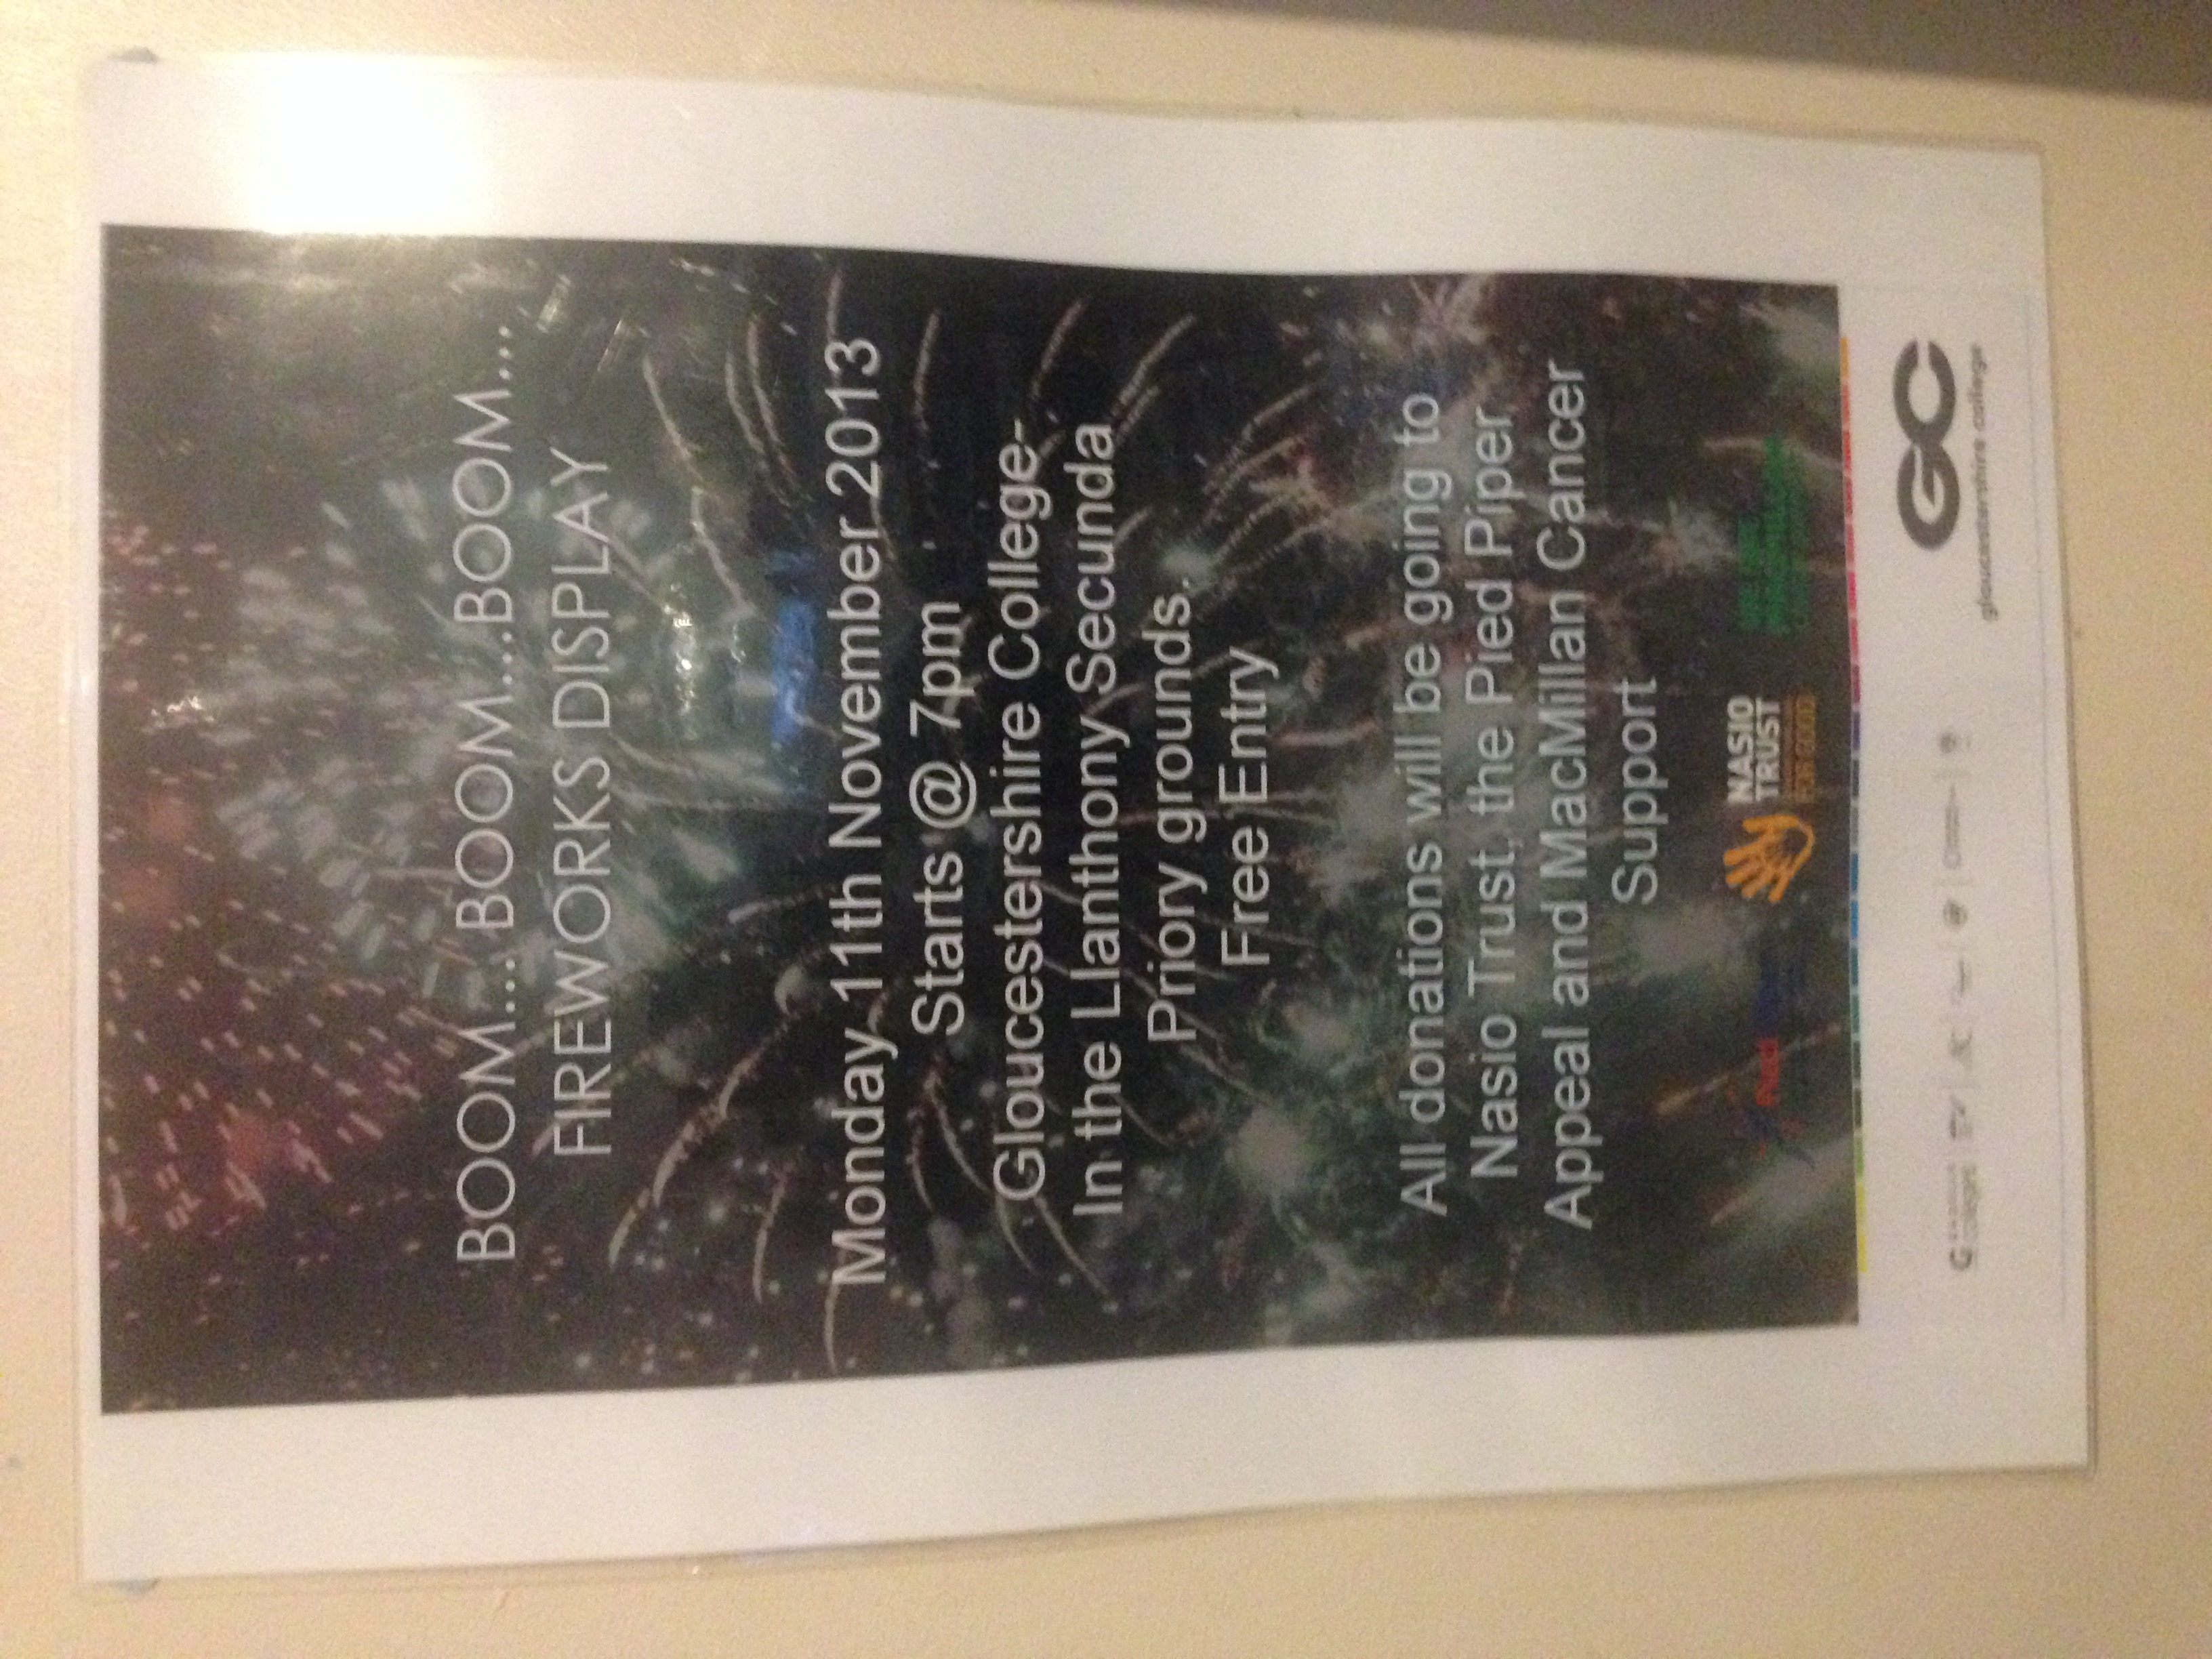 BOOM... BOOM...BOOM...
FIREWORKS DISPLAY
Monday 11th November 2013
Starts @ 7pm
Gloucestershire College-
In the Llanthony Secunda
Priory grounds.
Free Entry
All donations will be going to
Nasio Trust, the Pied Piper
Appeal and MacMillan Cancer
Support
NASIO
TRUST
FOR GOOD
GC
gloucestershire college